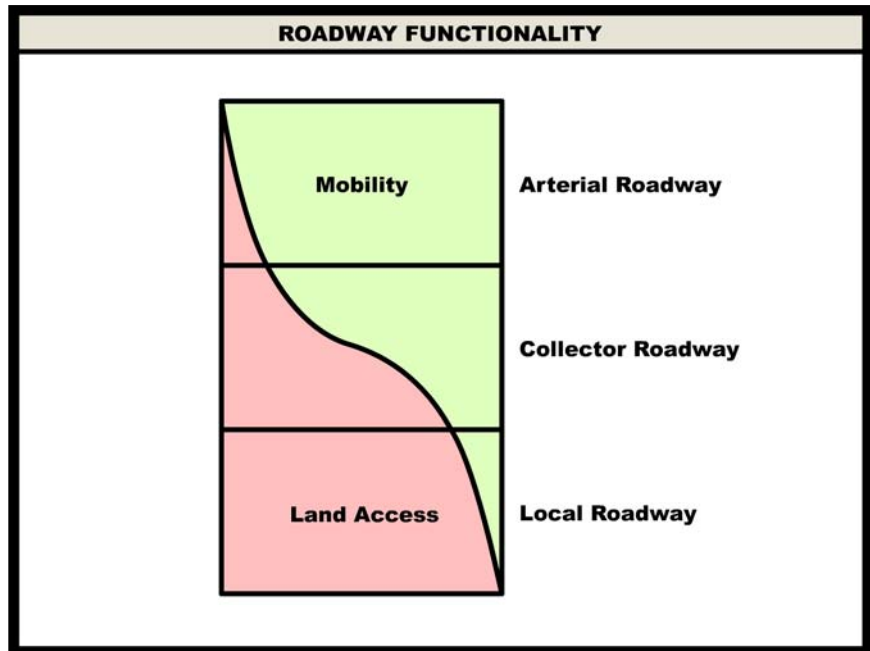 ROADWAY FUNCTIONALITY
Mobility
Arterial Roadway
Collector Roadway
Land Access
Local Roadway